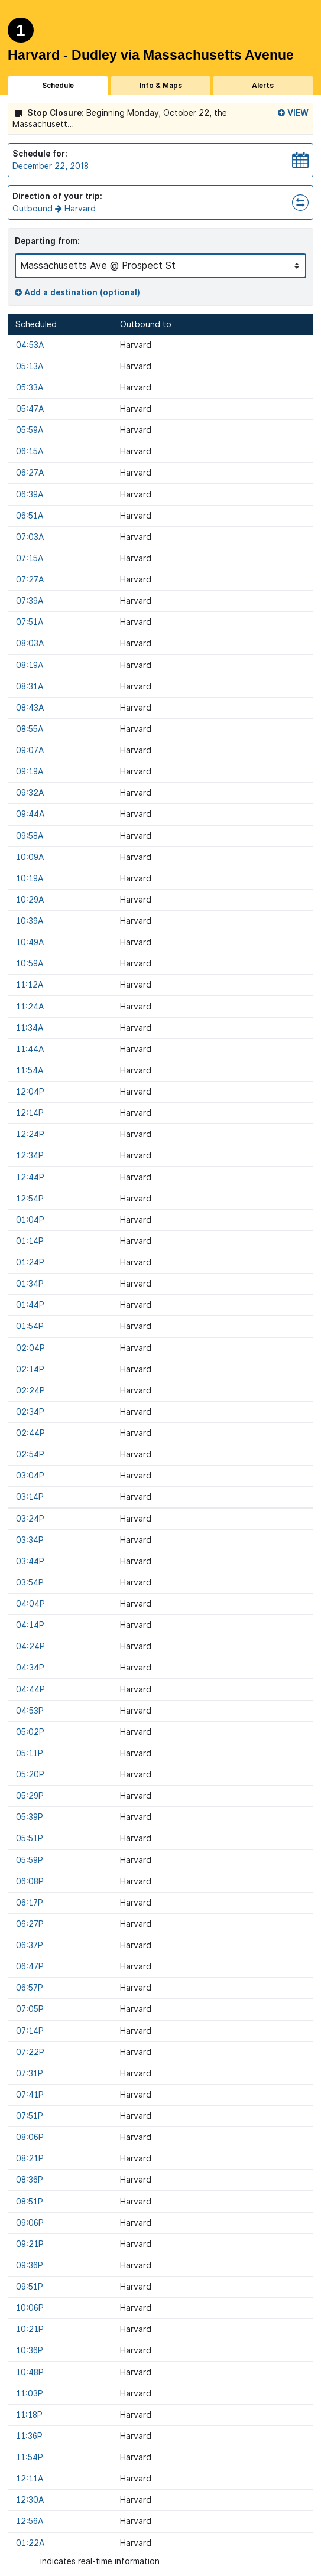 1
Harvard - Dudley via Massachusetts Avenue
Schedule Info & Maps Alerts
Stop Closure: Beginning Monday, October 22, the VIEW
Massachusett...
Schedule for:
December 22, 2018
Direction of your trip:
Outbound → Harvard
Departing from:
Massachusetts Ave @ Prospect St
Add a destination (optional)
Scheduled Outbound to
04:53A Harvard
05:13A Harvard
05:33A Harvard
05:47A Harvard
05:59A Harvard
06:15A Harvard
06:27A Harvard
06:39A Harvard
06:51A Harvard
07:03A Harvard
07:15A Harvard
07:27A Harvard
07:39A Harvard
07:51A Harvard
08:03A Harvard
08:19A Harvard
08:31A Harvard
08:43A Harvard
08:55A Harvard
09:07A Harvard
09:19A Harvard
09:32A Harvard
09:44A Harvard
09:58A Harvard
10:09A Harvard
10:19A Harvard
10:29A Harvard
10:39A Harvard
10:49A Harvard
10:59A Harvard
11:12A Harvard
11:24A Harvard
11:34A Harvard
11:44A Harvard
11:54A Harvard
12:04P Harvard
12:14P Harvard
12:24P Harvard
12:34P Harvard
12:44P Harvard
12:54P Harvard
01:04P Harvard
01:14P Harvard
01:24P Harvard
01:34P Harvard
01:44P Harvard
01:54P Harvard
02:04P Harvard
02:14P Harvard
02:24P Harvard
02:34P Harvard
02:44P Harvard
02:54P Harvard
03:04P Harvard
03:14P Harvard
03:24P Harvard
03:34P Harvard
03:44P Harvard
03:54P Harvard
04:04P Harvard
04:14P Harvard
04:24P Harvard
04:34P Harvard
04:44P Harvard
04:53P Harvard
05:02P Harvard
05:11P Harvard
05:20P Harvard
05:29P Harvard
05:39P Harvard
05:51P Harvard
05:59P Harvard
06:08P Harvard
06:17P Harvard
06:27P Harvard
06:37P Harvard
06:47P Harvard
06:57P Harvard
07:05P Harvard
07:14P Harvard
07:22P Harvard
07:31P Harvard
07:41P Harvard
07:51P Harvard
08:06P Harvard
08:21P Harvard
08:36P Harvard
08:51P Harvard
09:06P Harvard
09:21P Harvard
09:36P Harvard
09:51P Harvard
10:06P Harvard
10:21P Harvard
10:36P Harvard
10:48P Harvard
11:03P Harvard
11:18P Harvard
11:36P Harvard
11:54P Harvard
12:11A Harvard
12:30A Harvard
12:56A Harvard
01:22A Harvard
indicates real-time information